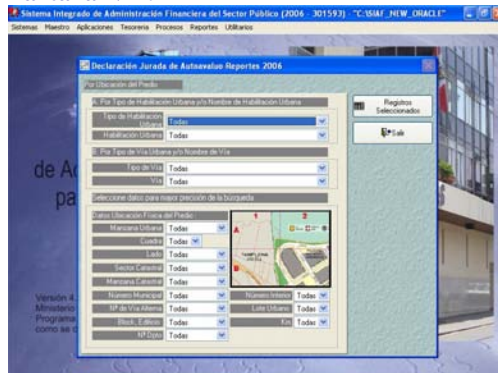 Sistema Integrado de Administración Financiera del Sector Público (2006 - 301593) - "C:\SIAF_NEW_ORACLE\"
Sistemas Maestro Aplicaciones Tesoreria Procesos Reportes Utilitarios
Declaración Jurada de Autoavaluo Reportes 2006
Por Ubicación del Predio
A. Por Tipo de Habilitación Urbana y/o Nombre de Habilitación Urbana
Tipo de Habilitación Urbana Todas
Habilitación Urbana Todas
B. Por Tipo de Vía Urbana y/o Nombre de Vía
Tipo de Vía Todas
Vía Todas
Seleccione datos para mayor precisión de la búsqueda
Datos Ubicación Física del Predio
Manzana Urbana Todas
Cuadra Todas
Lado Todas
Sector Catastral Todas
Manzana Catastral Todas
Número Municipal Todas
Número Interior Todas
Nº de Vía Alterna Todas
Lote Urbano Todas
Block, Edificio Todas
Km Todas
Nº Dpto Todas
1 2
A
B
Registros Seleccionados
Salir
de A
pa
Versión 4.
Ministerio
Programa
como se d